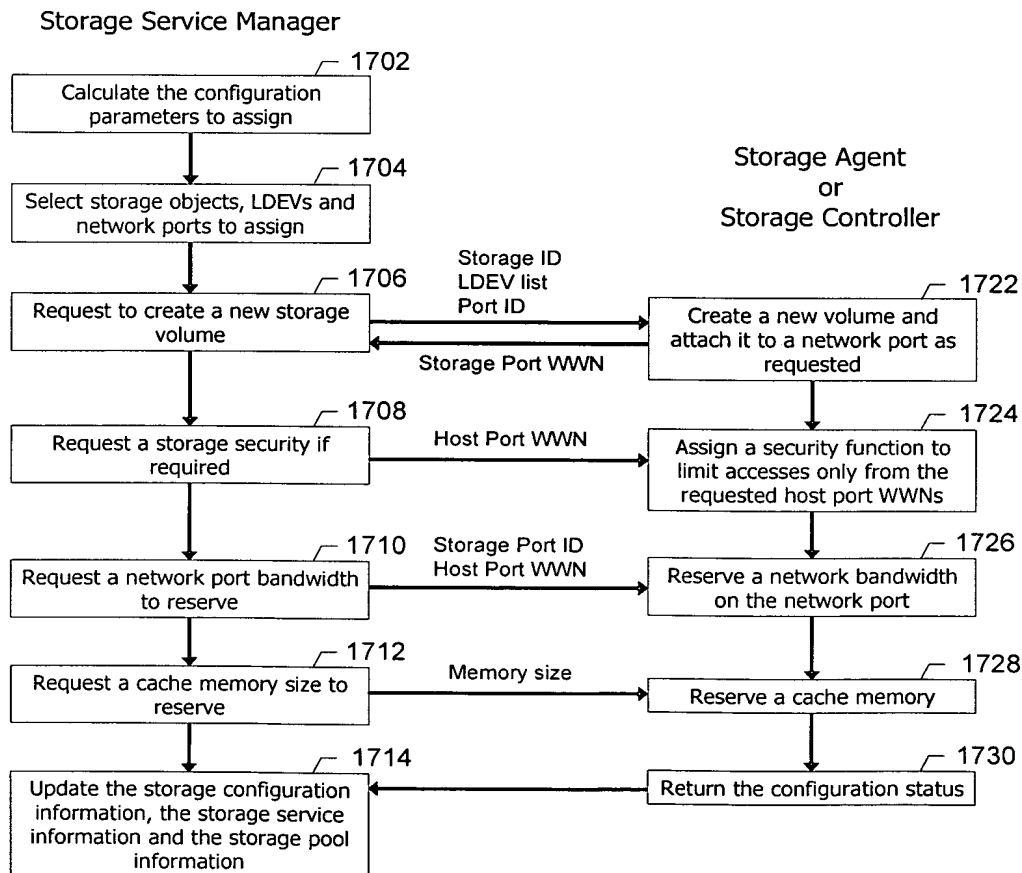 Storage Service Manager
1702
Calculate the configuration
parameters to assign
1704
Select storage objects, LDEVs and
network ports to assign
Storage Agent
or
Storage Controller
1706
Request to create a new storage
volume
Storage ID
LDEV list
Port ID
Storage Port WWN
1722
Create a new volume and
attach it to a network port as
requested
1708
Request a storage security if
required
Host Port WWN
1724
Assign a security function to
limit accesses only from the
requested host port WWNs
1710
Request a network port bandwidth
to reserve
Storage Port ID
Host Port WWN
1726
Reserve a network bandwidth
on the network port
1712
Request a cache memory size to
reserve
Memory size
1728
Reserve a cache memory
1714
Update the storage configuration
information, the storage service
information and the storage pool
information
1730
Return the configuration status